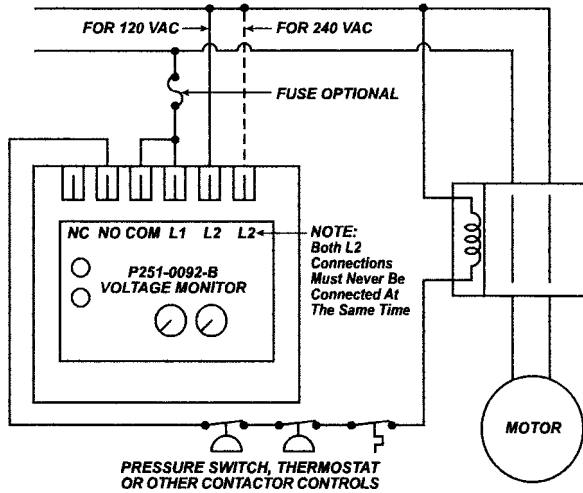 FOR 120 VAC
FOR 240 VAC
FUSE OPTIONAL
NC NO COM L1 L2 L2
NOTE:
Both L2
Connections
Must Never Be
Connected At
The Same Time
P251-0092-B
VOLTAGE MONITOR
MOTOR
PRESSURE SWITCH, THERMOSTAT
OR OTHER CONTACTOR CONTROLS